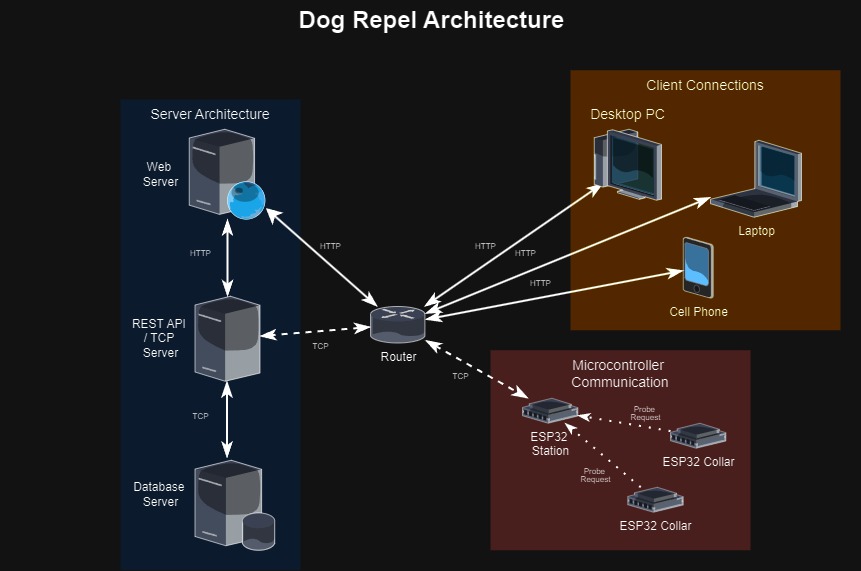 Dog Repel Architecture
Server Architecture
Web
Server
HTTP
REST API
/ TCP
Server
TCP
Database
Server
HTTP
TCP
Router
HTTP
HTTP
HTTP
TCP
Client Connections
Desktop PC
Laptop
Cell Phone
Microcontroller
Communication
ESP32
Station
Probe
Request
ESP32 Collar
Probe
Request
ESP32 Collar